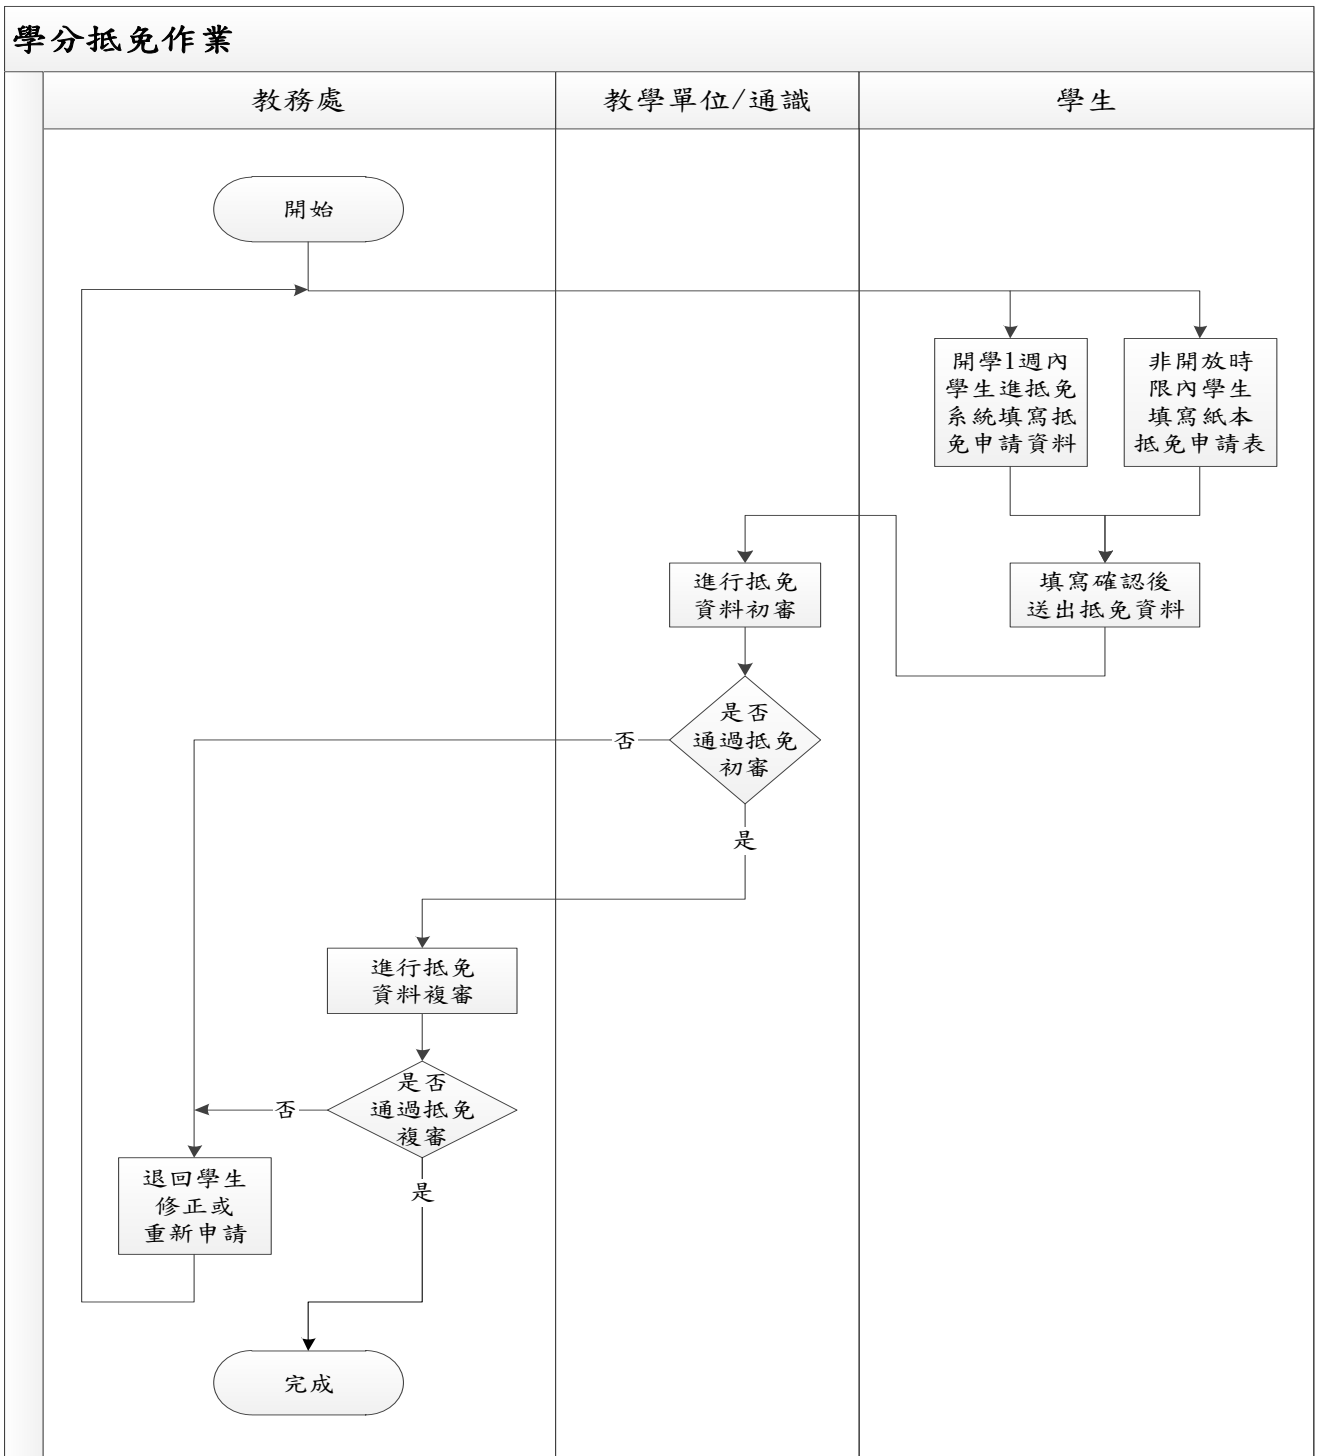 學分抵免作業
教務處
教學單位/通識
學生
開始
開學1週內
學生進抵免
系統填寫抵
免申請資料
非開放時
限內學生
填寫紙本
抵免申請表
進行抵免
資料初審
填寫確認後
送出抵免資料
是否
通過抵免
初審
否
是
進行抵免
資料複審
是否
通過抵免
複審
否
是
退回學生
修正或
重新申請
完成